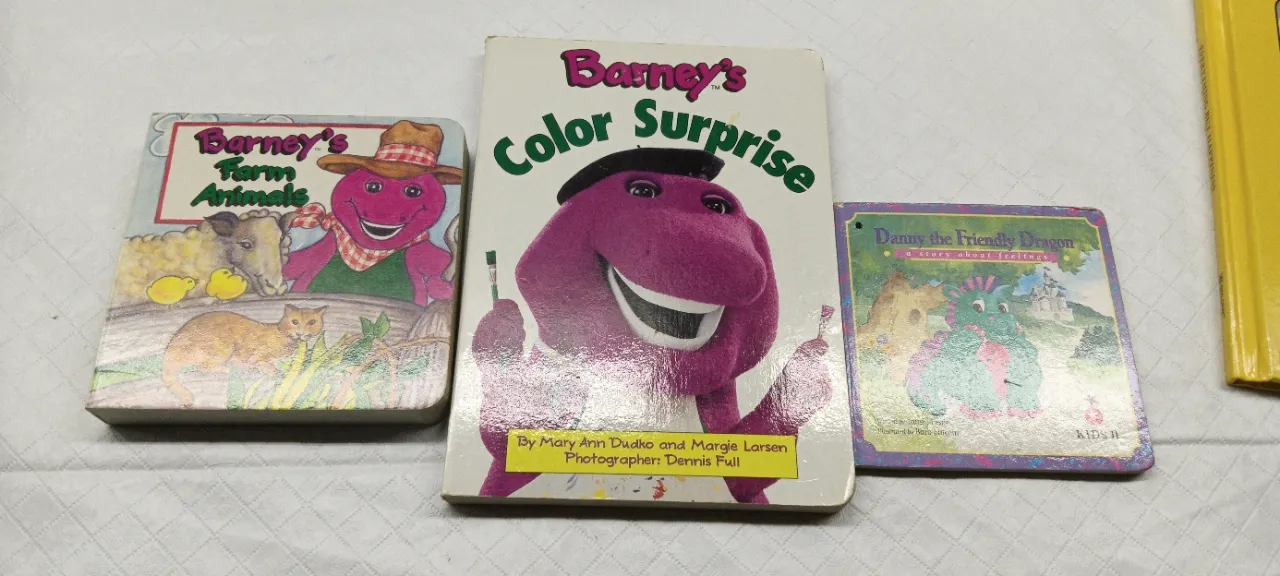 Barney's
Farm
Animals
Barney's™
Color Surprise
By Mary Ann Dudko and Margie Larsen
Photographer: Dennis Full
Danny the Friendly Dragon
a story about feelings
KIDS II